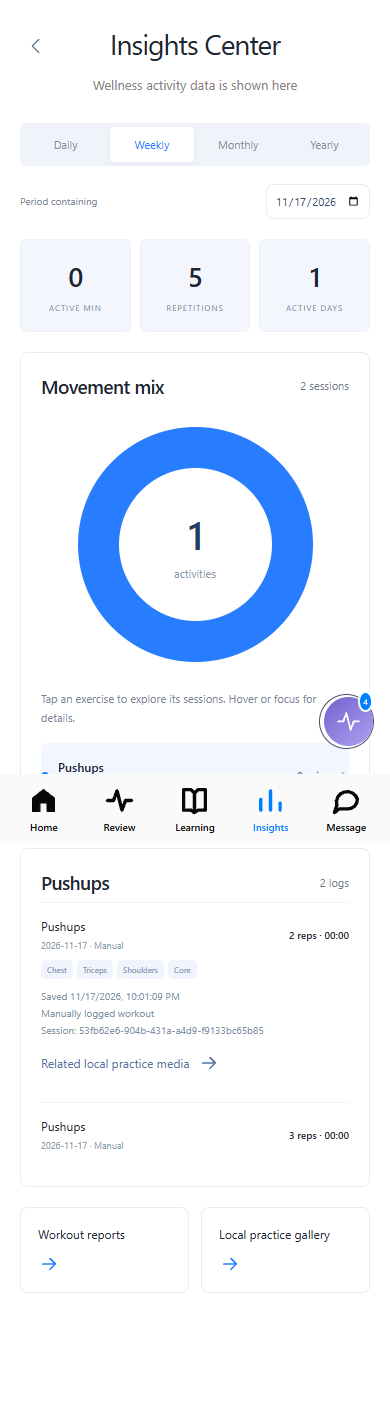 Insights Center
Wellness activity data is shown here
Daily
Weekly
Monthly
Yearly
Period containing
11/17/2026
0
ACTIVE MIN
5
REPETITIONS
1
ACTIVE DAYS
Movement mix
2 sessions
1
activities
Tap an exercise to explore its sessions. Hover or focus for
details.
4
Pushups
Home
Review
Learning
Insights
Message
Pushups
2 logs
Pushups
2026-11-17 · Manual
2 reps · 00:00
Chest
Triceps
Shoulders
Core
Saved 11/17/2026, 10:01:09 PM
Manually logged workout
Session: 53fb62e6-904b-431a-a4d9-f9133bc65b85
Related local practice media
Pushups
2026-11-17 · Manual
3 reps · 00:00
Workout reports
Local practice gallery